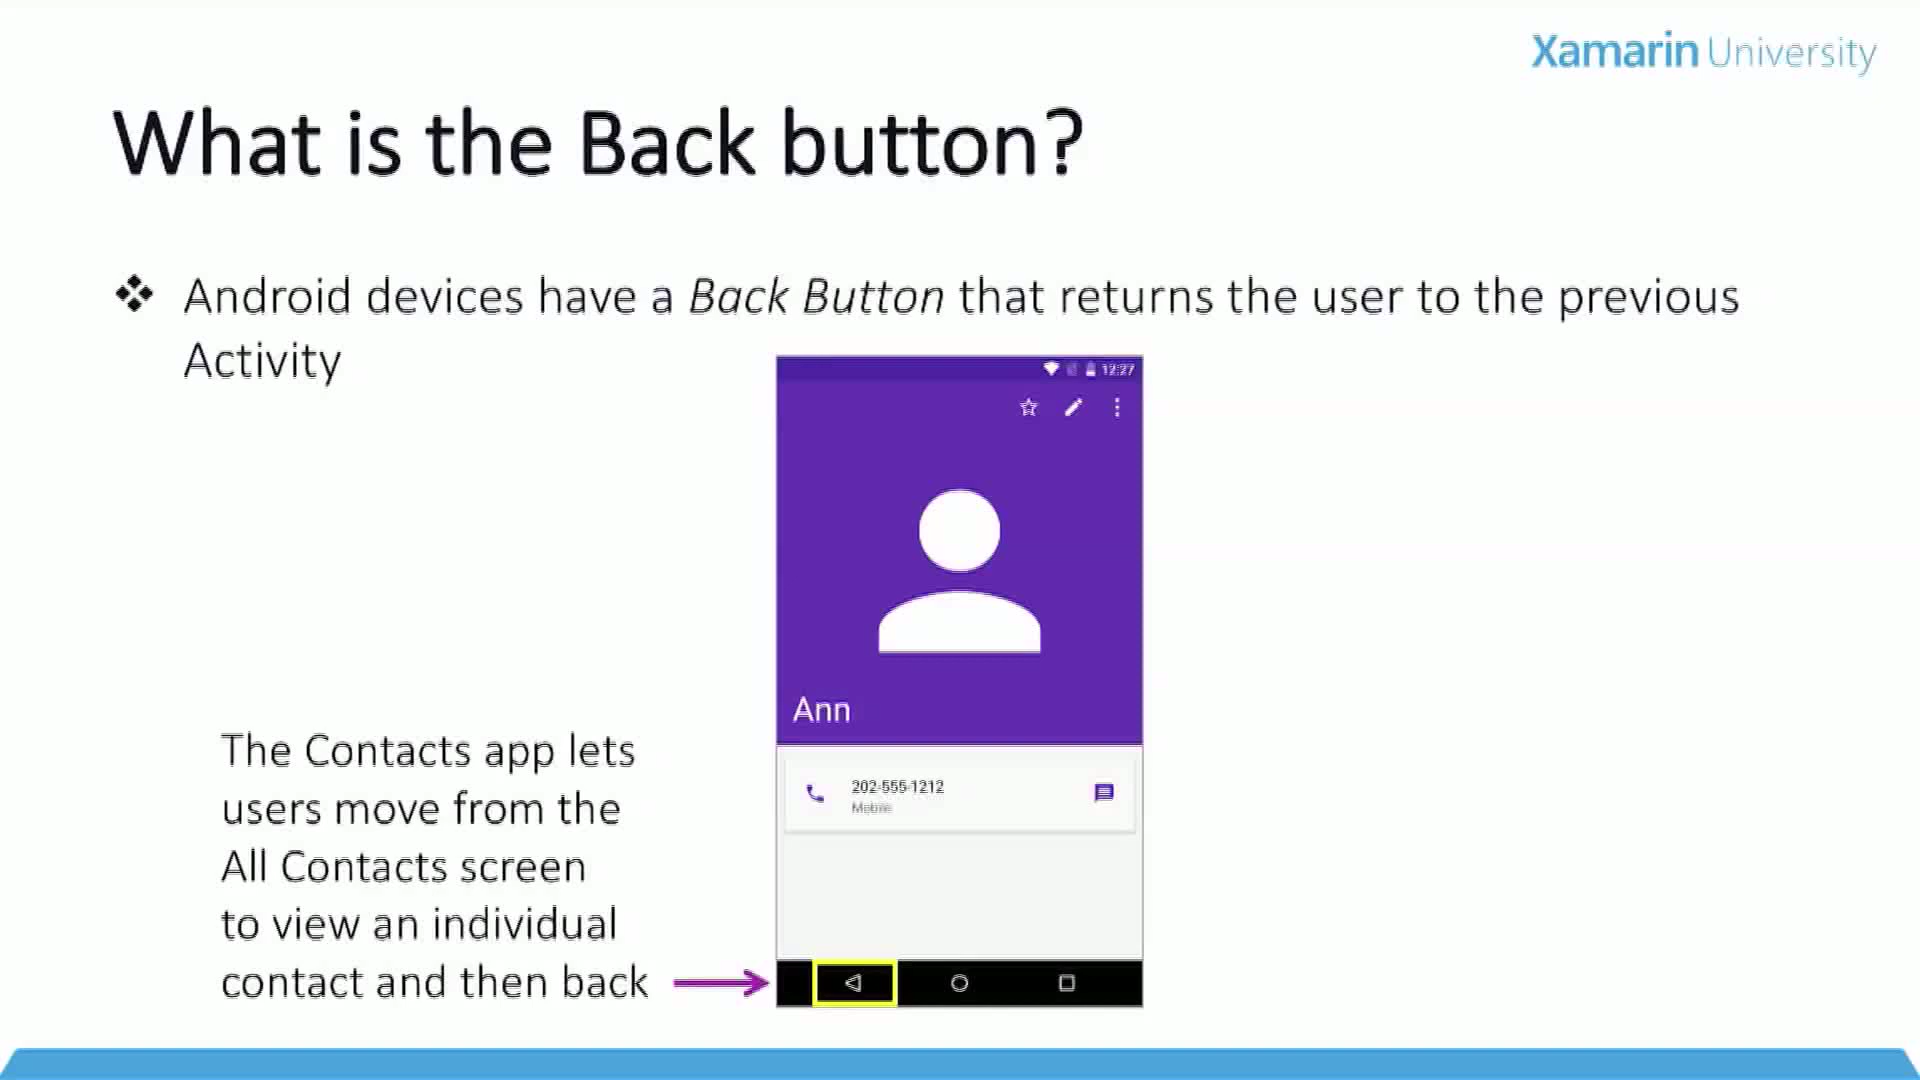 Xamarin University
What is the Back button?
❖ Android devices have a Back Button that returns the user to the previous
Activity
12:27
Ann
202-555-1212
Mobile
The Contacts app lets
users move from the
All Contacts screen
to view an individual
contact and then back